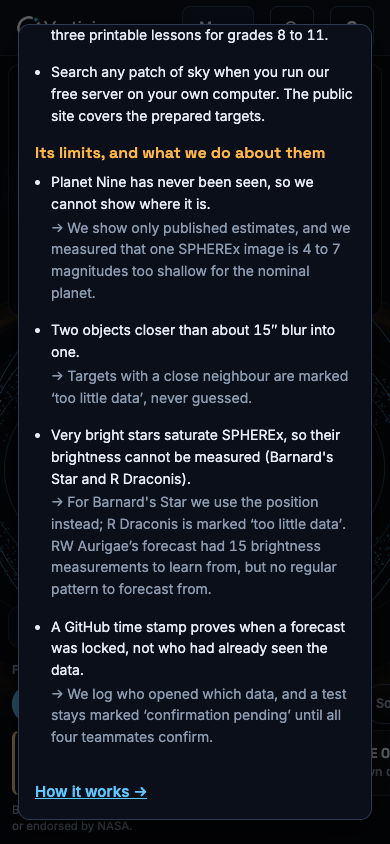 three printable lessons for grades 8 to 11.
• Search any patch of sky when you run our
free server on your own computer. The public
site covers the prepared targets.
Its limits, and what we do about them
• Planet Nine has never been seen, so we
cannot show where it is.
→ We show only published estimates, and we
measured that one SPHEREx image is 4 to 7
magnitudes too shallow for the nominal
planet.
• Two objects closer than about 15″ blur into
one.
→ Targets with a close neighbour are marked
‘too little data’, never guessed.
• Very bright stars saturate SPHEREx, so their
brightness cannot be measured (Barnard's
Star and R Draconis).
→ For Barnard's Star we use the position
instead; R Draconis is marked ‘too little data’.
RW Aurigae’s forecast had 15 brightness
measurements to learn from, but no regular
pattern to forecast from.
• A GitHub time stamp proves when a forecast
was locked, not who had already seen the
data.
→ We log who opened which data, and a test
stays marked ‘confirmation pending’ until all
four teammates confirm.
How it works →
or endorsed by NASA.